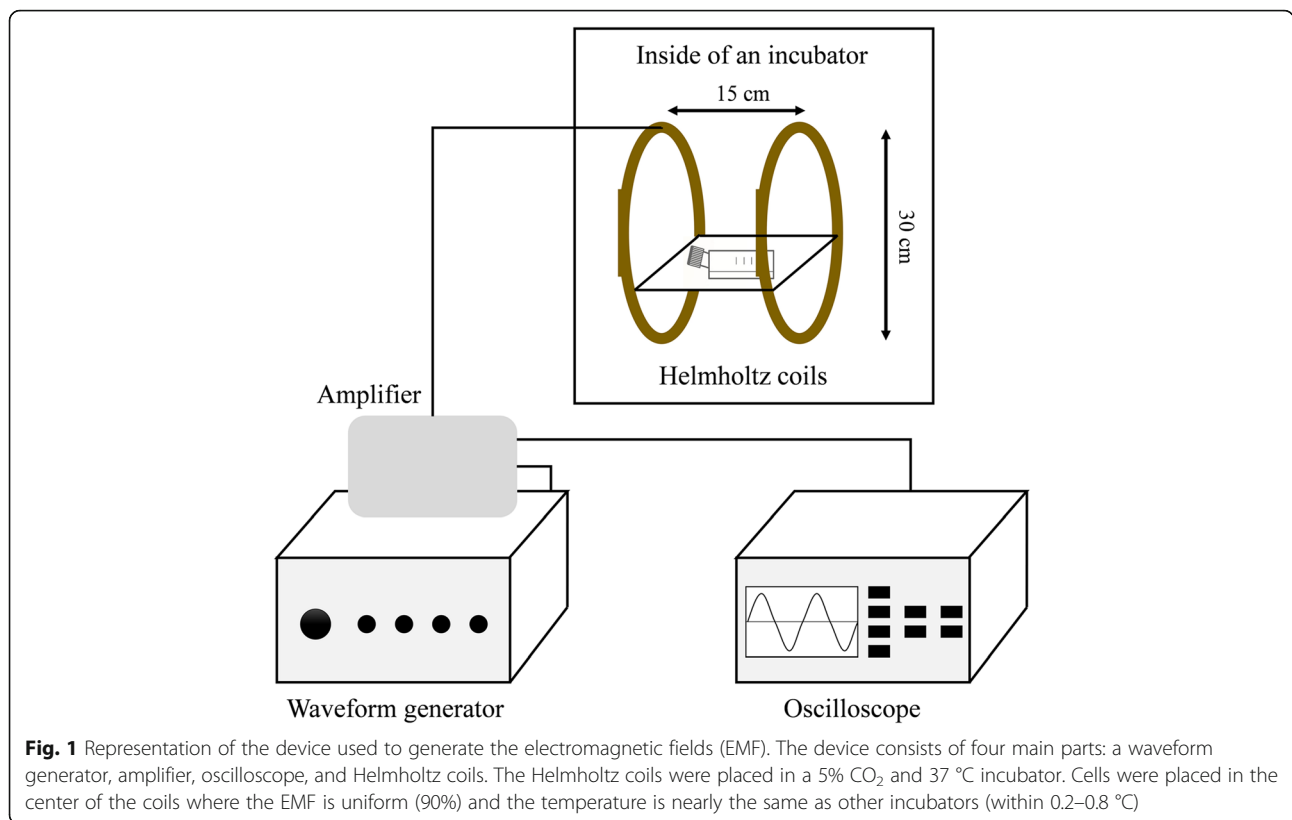 Inside of an incubator
15 cm
30 cm
Helmholtz coils
Amplifier
Waveform generator
Oscilloscope
Fig. 1 Representation of the device used to generate the electromagnetic fields (EMF). The device consists of four main parts: a waveform
generator, amplifier, oscilloscope, and Helmholtz coils. The Helmholtz coils were placed in a 5% CO₂ and 37 °C incubator. Cells were placed in the
center of the coils where the EMF is uniform (90%) and the temperature is nearly the same as other incubators (within 0.2–0.8 °C)